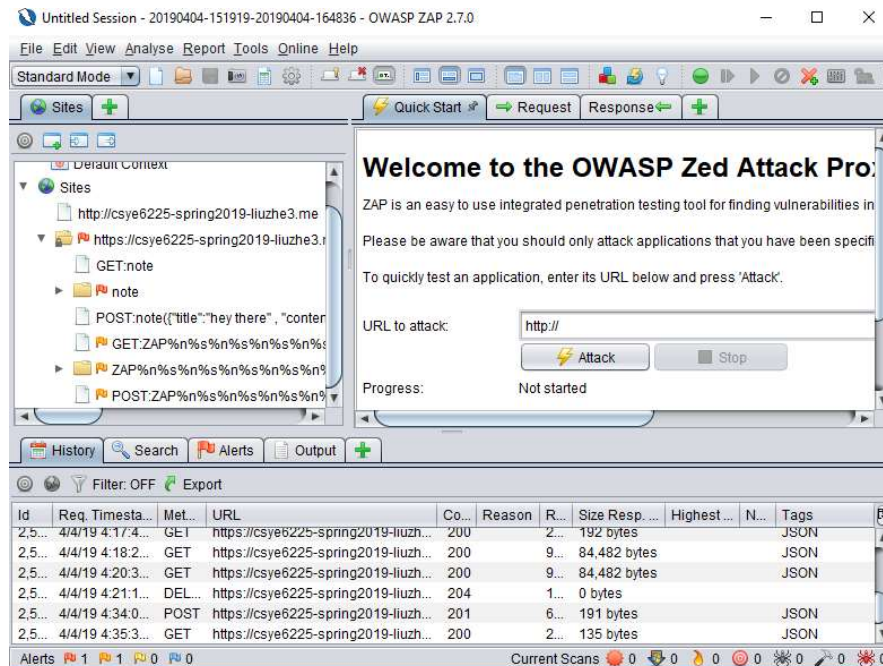 Untitled Session - 20190404-151919-20190404-164836 - OWASP ZAP 2.7.0
File Edit View Analyse Report Tools Online Help
Standard Mode
Sites
Quick Start Request Response
Default Context
Sites
http://csye6225-spring2019-liuzhe3.me
https://csye6225-spring2019-liuzhe3.
GET:note
note
POST:note({"title":"hey there" , "conten
GET:ZAP%n%s%n%s%n%s%n%s
ZAP%n%s%n%s%n%s%n%s%n%
POST:ZAP%n%s%n%s%n%s%n%
Welcome to the OWASP Zed Attack Pro
ZAP is an easy to use integrated penetration testing tool for finding vulnerabilities in
Please be aware that you should only attack applications that you have been specifi
To quickly test an application, enter its URL below and press 'Attack'.
URL to attack: http://
Attack Stop
Progress: Not started
History Search Alerts Output
Filter: OFF Export
Id Req. Timesta... Met... URL Co... Reason R... Size Resp. ... Highest ... N... Tags
2,5... 4/4/19 4:17:4... GET https://csye6225-spring2019-liuzh... 200 2... 192 bytes JSON
2,5... 4/4/19 4:18:2... GET https://csye6225-spring2019-liuzh... 200 9... 84,482 bytes JSON
2,5... 4/4/19 4:20:3... GET https://csye6225-spring2019-liuzh... 200 9... 84,482 bytes JSON
2,5... 4/4/19 4:21:1... DEL... https://csye6225-spring2019-liuzh... 204 1... 0 bytes
2,5... 4/4/19 4:34:0... POST https://csye6225-spring2019-liuzh... 201 6... 191 bytes JSON
2,5... 4/4/19 4:35:3... GET https://csye6225-spring2019-liuzh... 200 2... 135 bytes JSON
Alerts 1 1 0 0 Current Scans 0 0 0 0 0 0 0